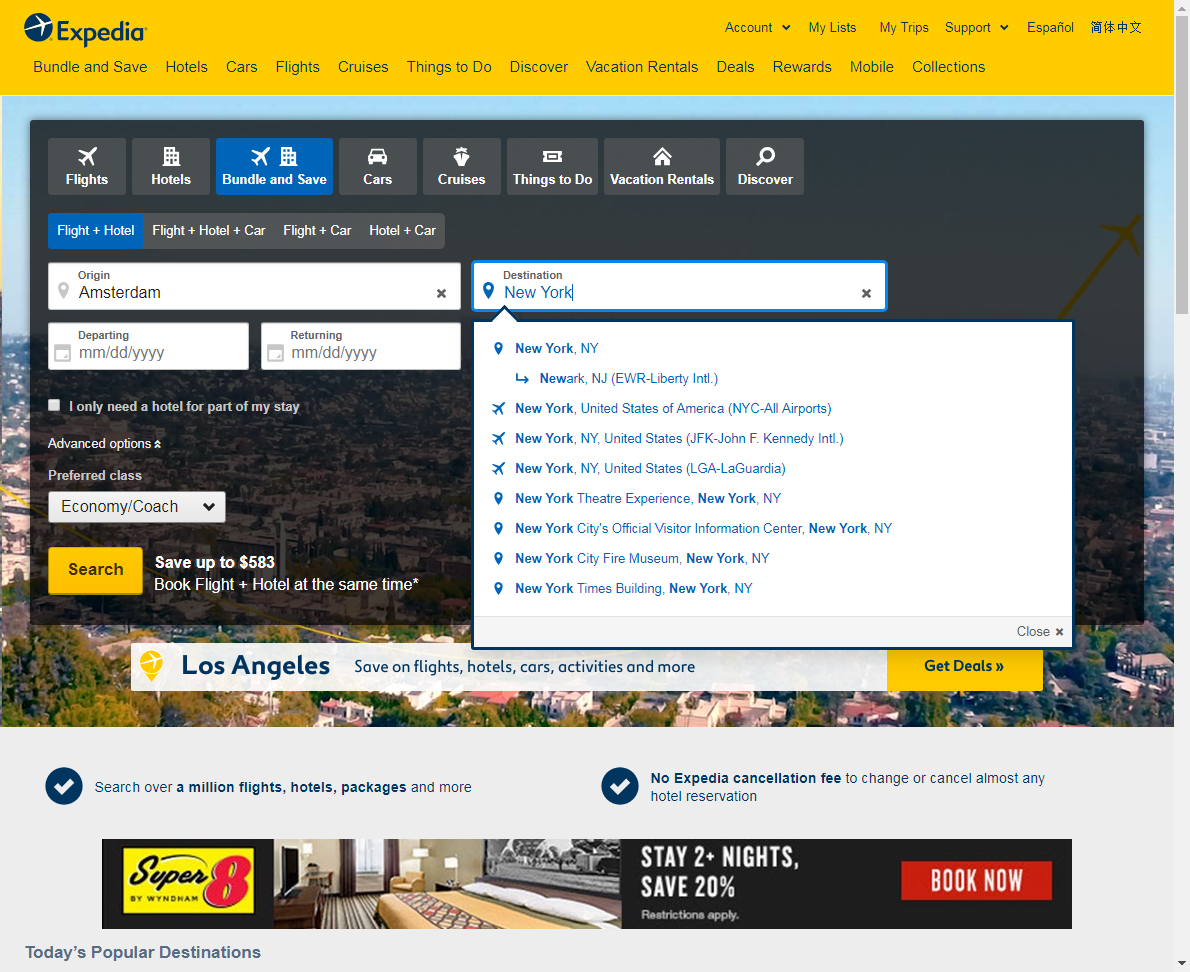 Expedia
Account My Lists My Trips Support Español 简体中文
Bundle and Save Hotels Cars Flights Cruises Things to Do Discover Vacation Rentals Deals Rewards Mobile Collections
Flights Hotels Bundle and Save Cars Cruises Things to Do Vacation Rentals Discover
Flight + Hotel Flight + Hotel + Car Flight + Car Hotel + Car
Origin
Amsterdam
Destination
New York
Departing
mm/dd/yyyy
Returning
mm/dd/yyyy
I only need a hotel for part of my stay
Advanced options
Preferred class
Economy/Coach
Search
Save up to $583
Book Flight + Hotel at the same time*
New York, NY
Newark, NJ (EWR-Liberty Intl.)
New York, United States of America (NYC-All Airports)
New York, NY, United States (JFK-John F. Kennedy Intl.)
New York, NY, United States (LGA-LaGuardia)
New York Theatre Experience, New York, NY
New York City's Official Visitor Information Center, New York, NY
New York City Fire Museum, New York, NY
New York Times Building, New York, NY
Close
Los Angeles Save on flights, hotels, cars, activities and more Get Deals »
Search over a million flights, hotels, packages and more
No Expedia cancellation fee to change or cancel almost any
hotel reservation
Super 8
BY WYNDHAM
STAY 2+ NIGHTS,
SAVE 20%
Restrictions apply.
BOOK NOW
Today's Popular Destinations